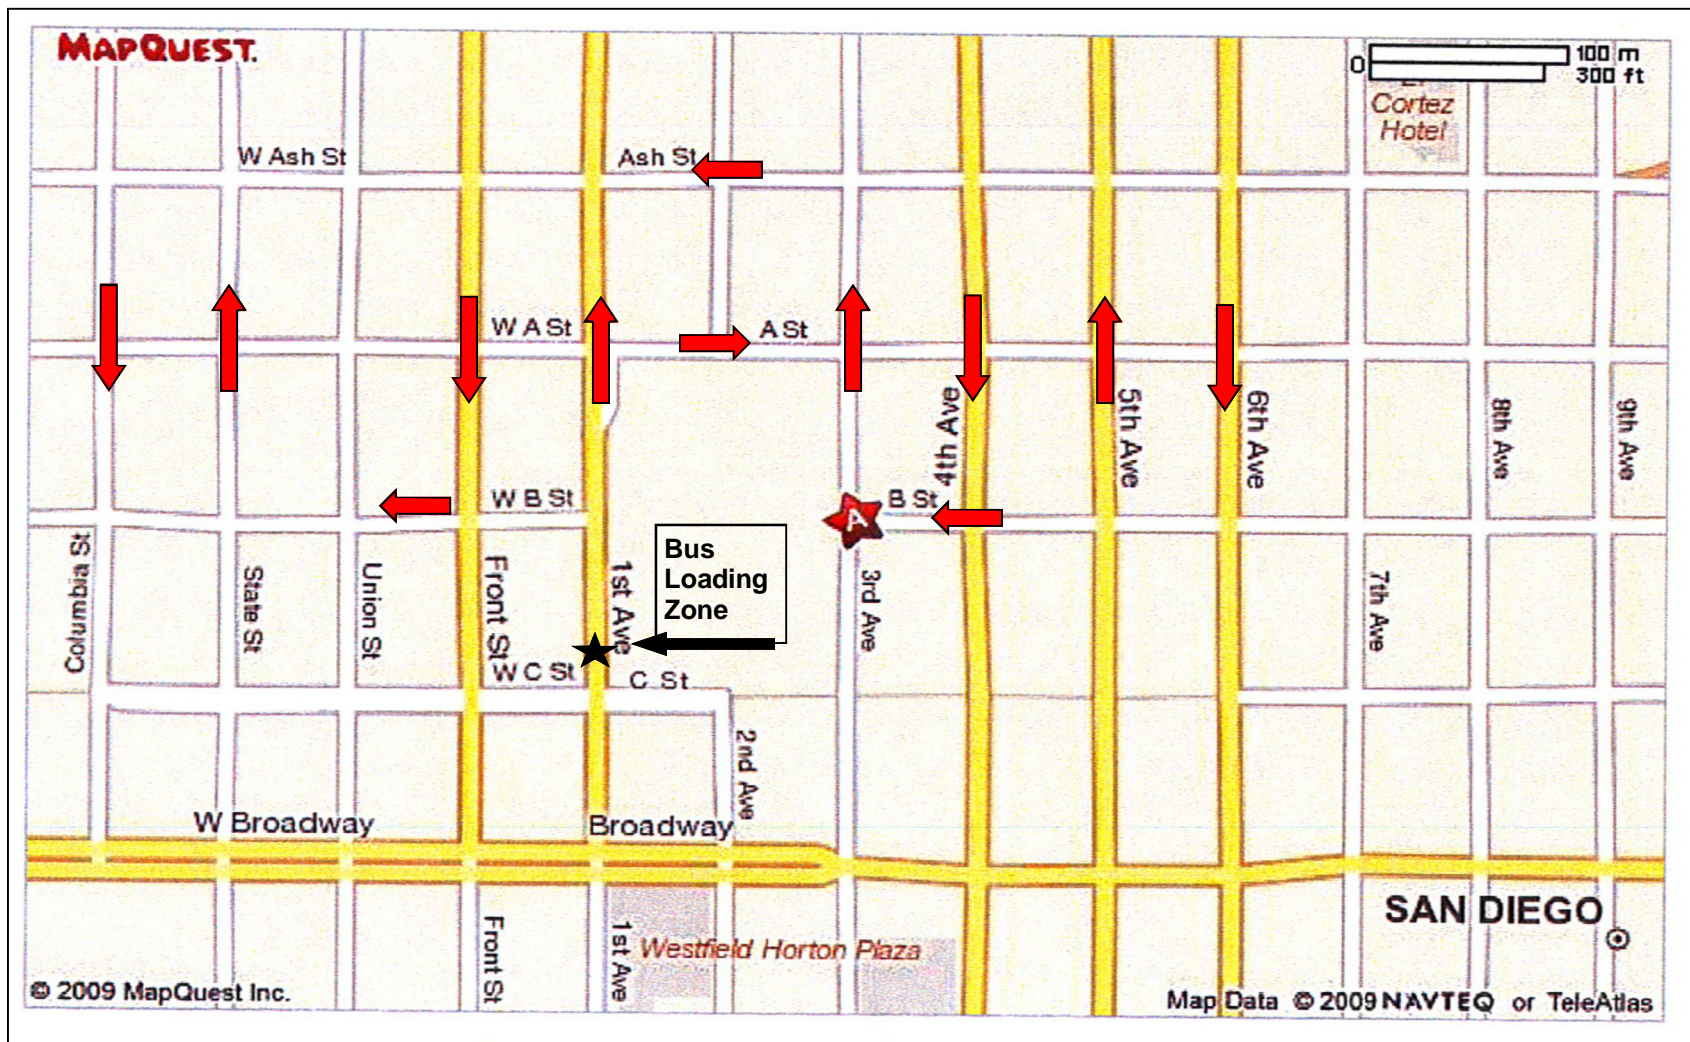 MAPQUEST.
100 m
0
300 ft
Cortez
Hotel
W Ash St
Ash St
W A St
A St
4th Ave
5th Ave
6th Ave
8th Ave
9th Ave
W B St
A
B St
Columbia St
State St
Union St
Front St
1st Ave
Bus
Loading
Zone
3rd Ave
7th Ave
W C St
C St
2nd Ave
W Broadway
Broadway
SAN DIEGO
Front St
1st Ave
Westfield Horton Plaza
© 2009 MapQuest Inc.
Map Data © 2009 NAVTEQ or TeleAtlas